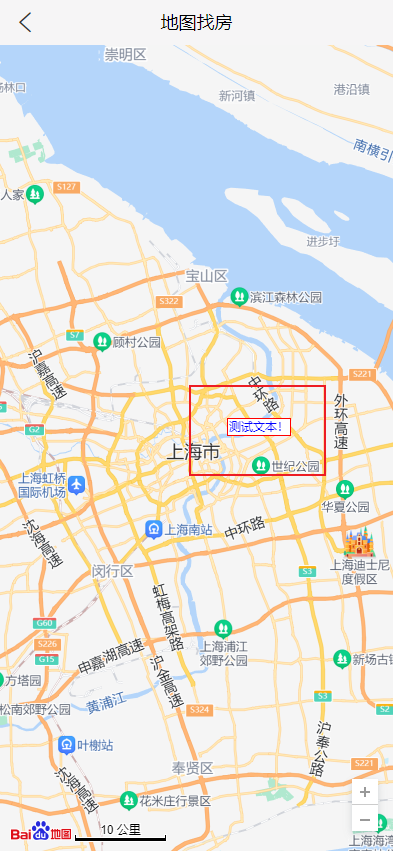 地图找房
崇明区
港沿镇
新河镇
南横引
S127
人家
进步圩
宝山区
滨江森林公园
S322
S7
顾村公园
沪嘉高速
S221
中环路
外环高速
G2
测试文本!
上海市
世纪公园
上海虹桥
国际机场
华夏公园
沈海高速
上海南站
中环路
上海迪士尼
度假区
闵行区
S3
虹梅高架路
G60
S226
G15
申嘉湖高速
上海浦江
郊野公园
新场古镇
沪金高速
方塔园
黄浦江
松南郊野公园
S3
S2
S324
沪奉公路
叶榭站
S221
奉贤区
沈海高速
花米庄行景区
+
−
Bai du 地图
10 公里
上海海湾